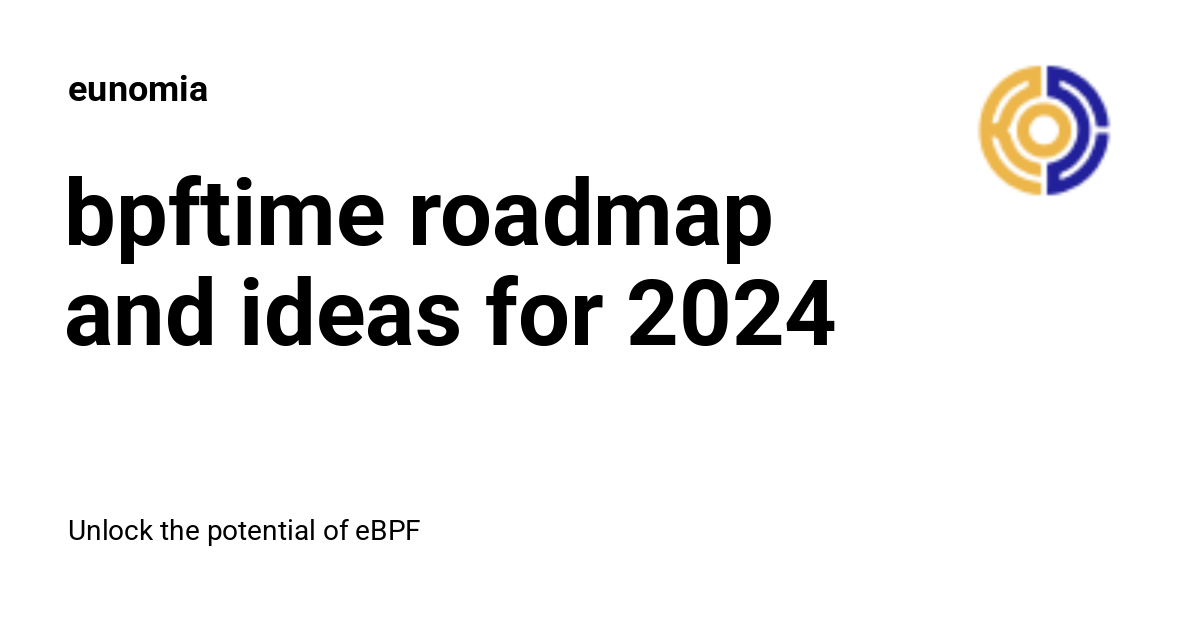 eunomia
bpftime roadmap
and ideas for 2024
Unlock the potential of eBPF